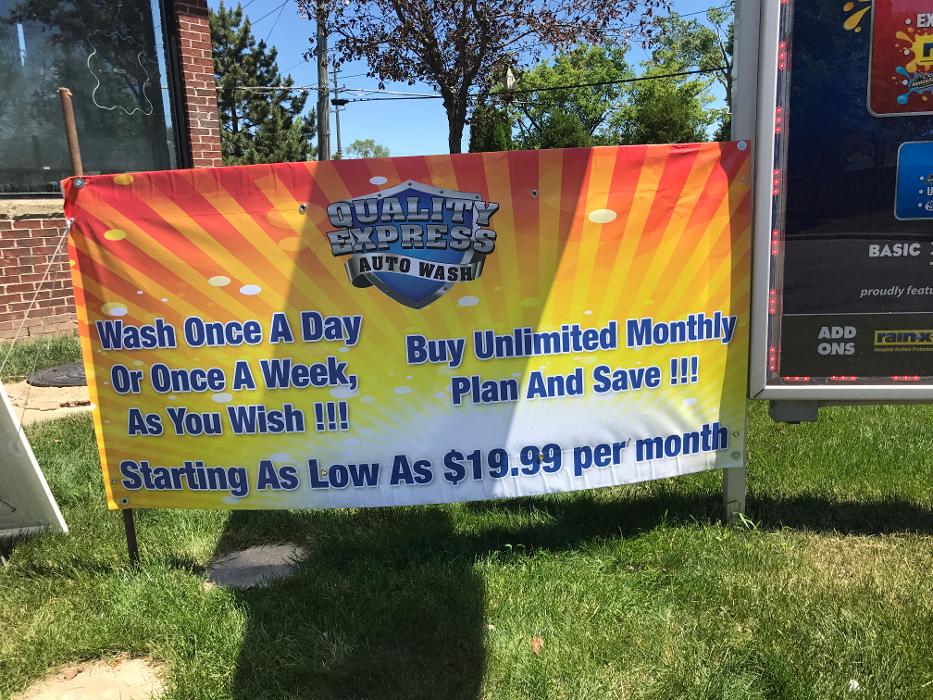 QUALITY
EXPRESS
AUTO WASH
Wash Once A Day
Or Once A Week,
As You Wish !!!
Buy Unlimited Monthly
Plan And Save !!!
Starting As Low As $19.99 per month
BASIC
proudly
ADD
ONS
rain-x